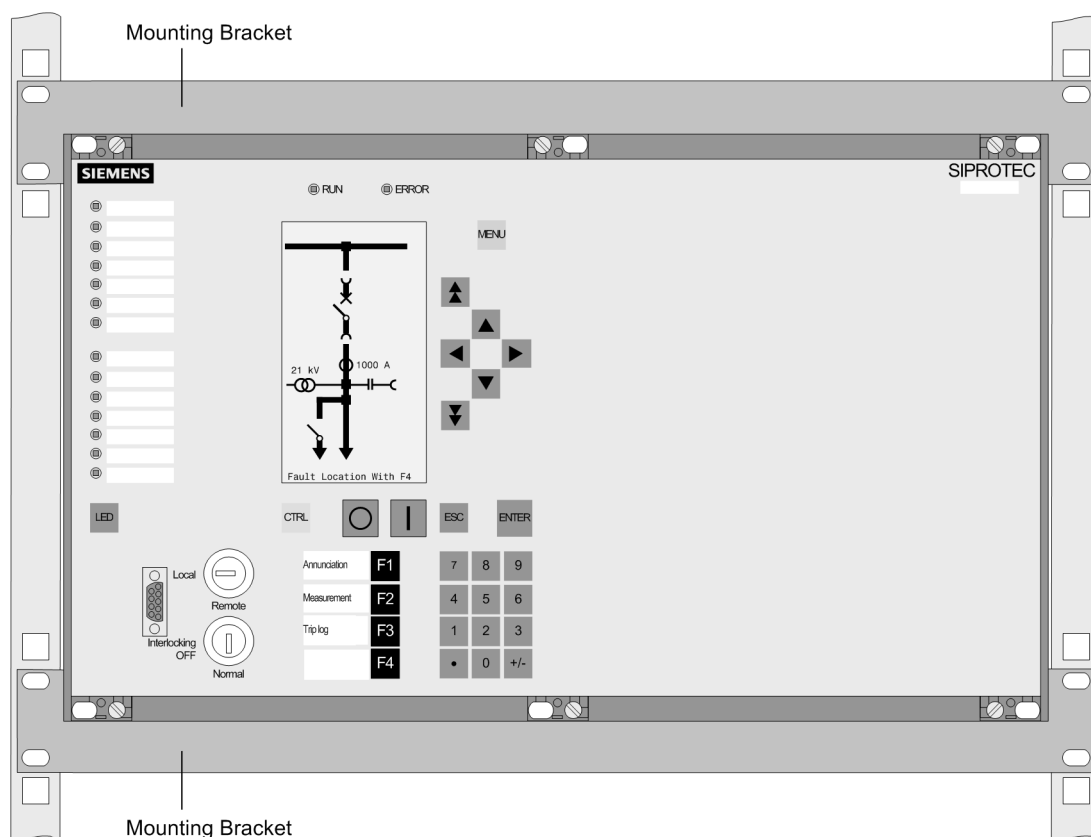 Mounting Bracket
SIEMENS
SIPROTEC
RUN
ERROR
MENU
21 kV
1000 A
Fault Location With F4
LED
CTRL
ESC
ENTER
Local
Remote
Interlocking
OFF
Normal
Annunciation F1
Measurement F2
Trip log F3
F4
7 8 9
4 5 6
1 2 3
• 0 +/-
Mounting Bracket